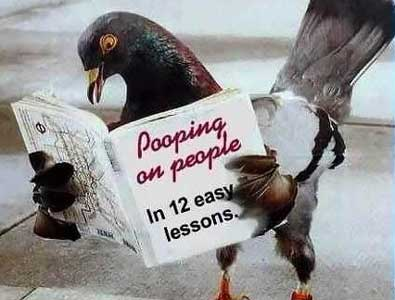 Pooping
on people
In 12 easy
lessons.